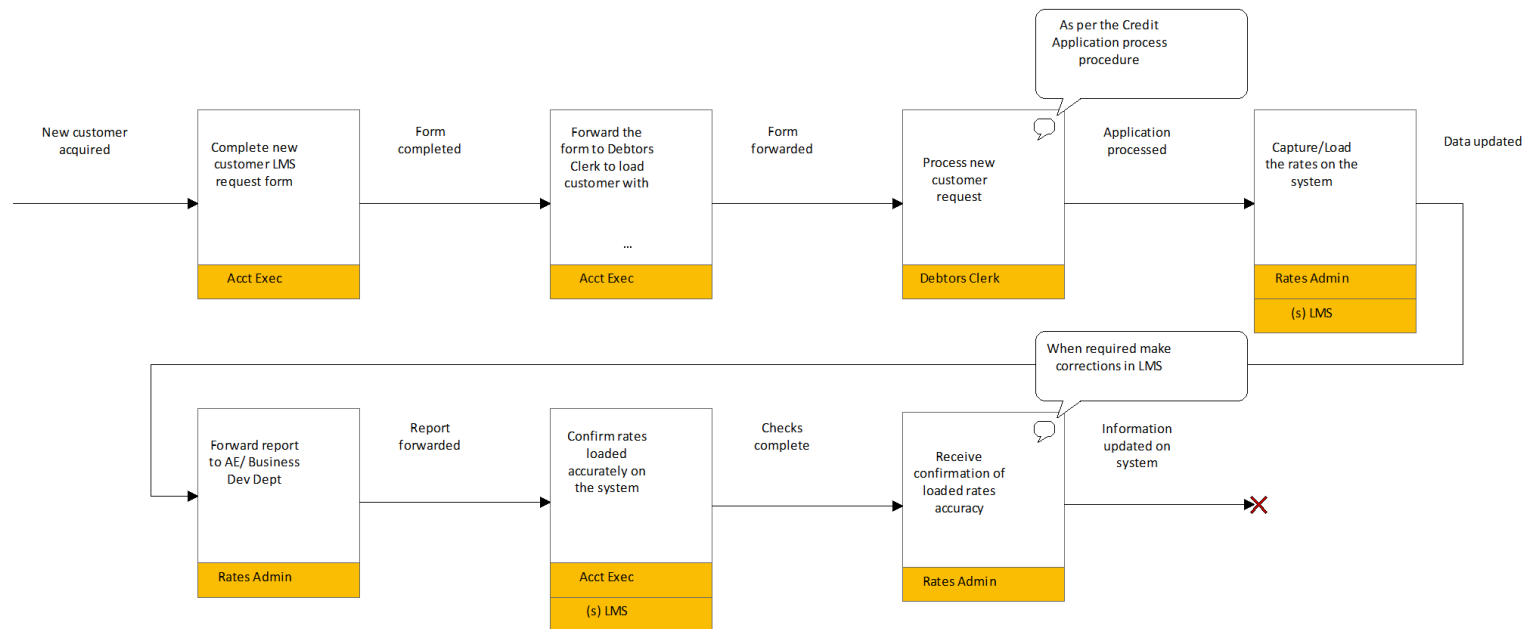 As per the Credit
Application process
procedure
New customer
acquired
Complete new
customer LMS
request form
Acct Exec
Form
completed
Forward the
form to Debtors
Clerk to load
customer with
...
Acct Exec
Form
forwarded
Process new
customer
request
Debtors Clerk
Application
processed
Capture/Load
the rates on the
system
Rates Admin
(s) LMS
Data updated
Forward report
to AE/ Business
Dev Dept
Rates Admin
Report
forwarded
Confirm rates
loaded
accurately on
the system
Acct Exec
(s) LMS
Checks
complete
When required make
corrections in LMS
Receive
confirmation of
loaded rates
accuracy
Rates Admin
Information
updated on
system